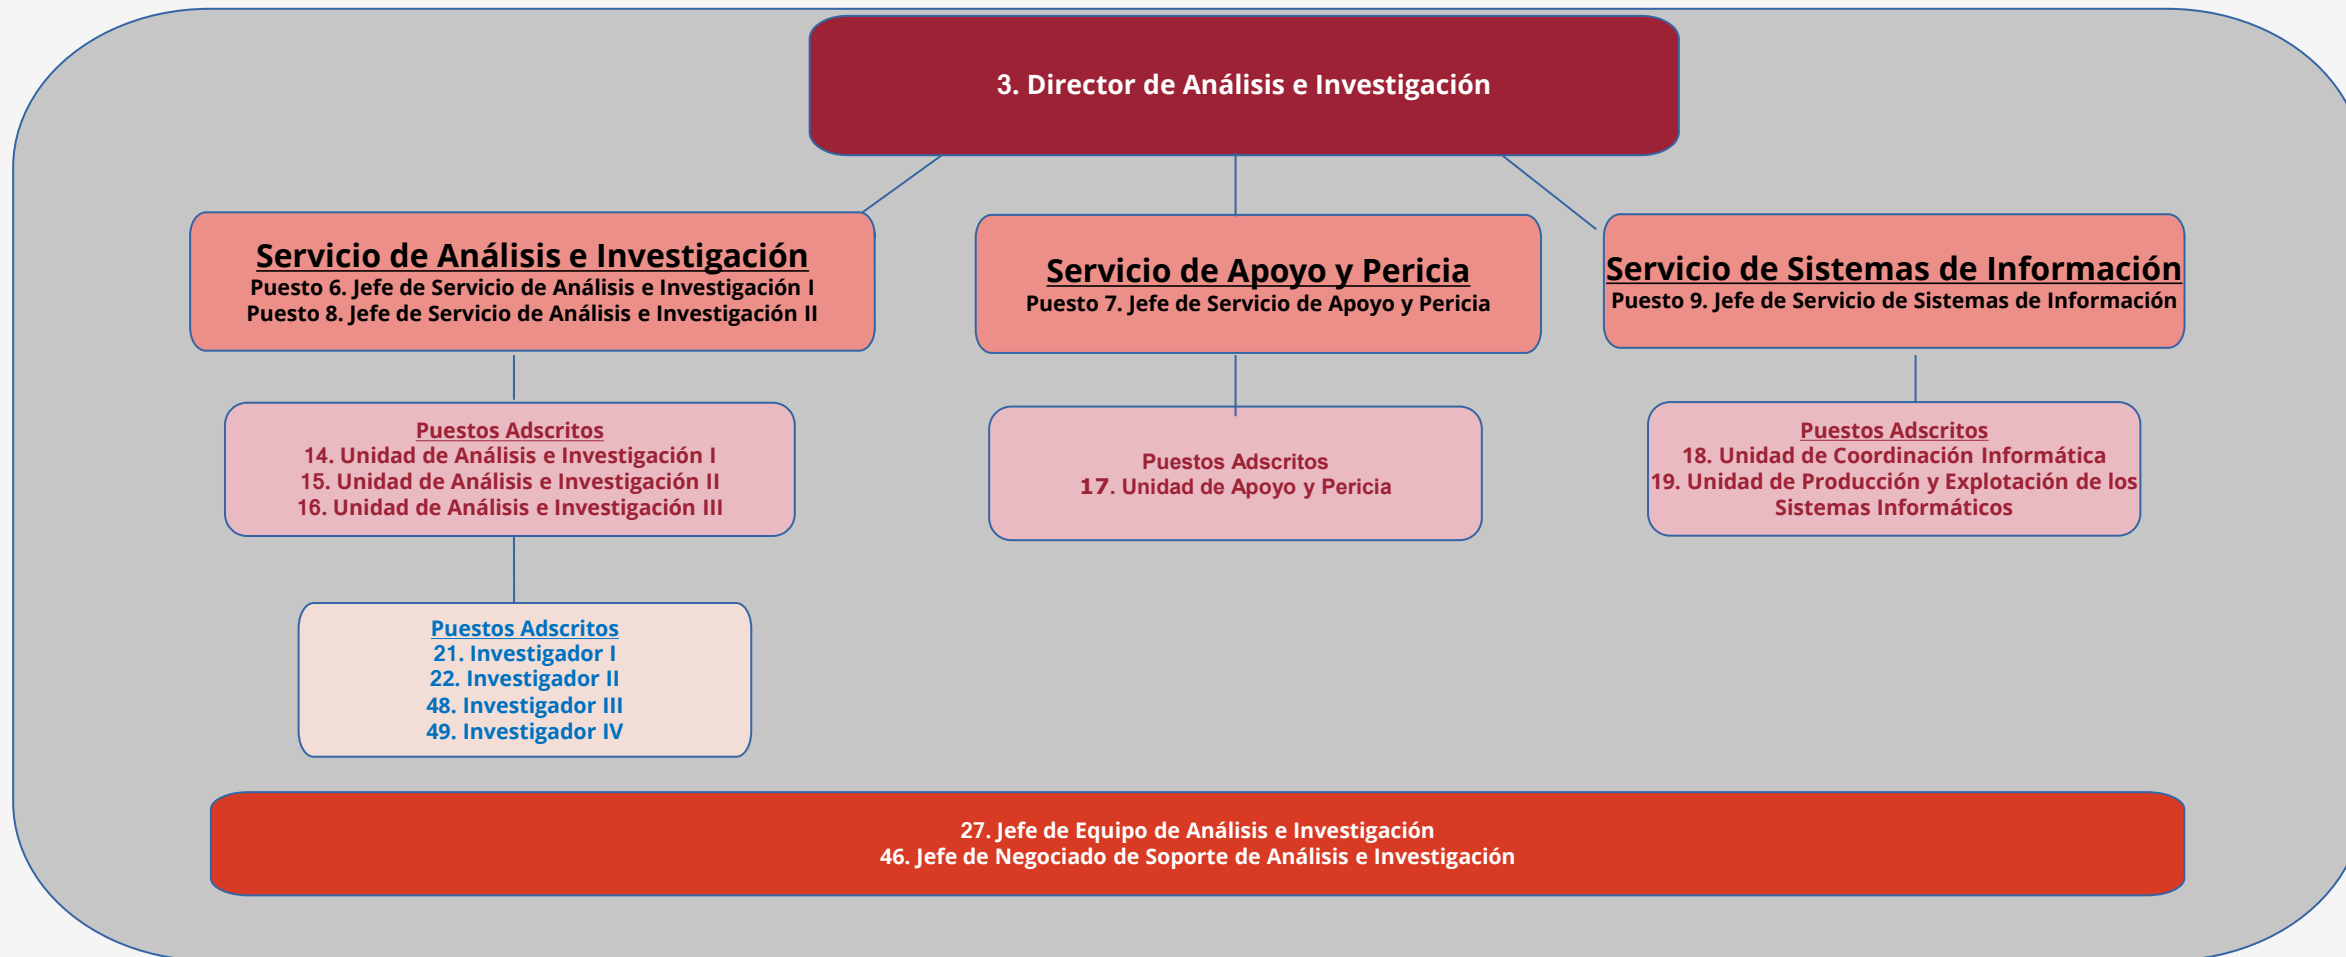 3. Director de Análisis e Investigación
Servicio de Análisis e Investigación
Puesto 6. Jefe de Servicio de Análisis e Investigación I
Puesto 8. Jefe de Servicio de Análisis e Investigación II
Servicio de Apoyo y Pericia
Puesto 7. Jefe de Servicio de Apoyo y Pericia
Servicio de Sistemas de Información
Puesto 9. Jefe de Servicio de Sistemas de Información
Puestos Adscritos
14. Unidad de Análisis e Investigación I
15. Unidad de Análisis e Investigación II
16. Unidad de Análisis e Investigación III
Puestos Adscritos
17. Unidad de Apoyo y Pericia
Puestos Adscritos
18. Unidad de Coordinación Informática
19. Unidad de Producción y Explotación de los
Sistemas Informáticos
Puestos Adscritos
21. Investigador I
22. Investigador II
48. Investigador III
49. Investigador IV
27. Jefe de Equipo de Análisis e Investigación
46. Jefe de Negociado de Soporte de Análisis e Investigación